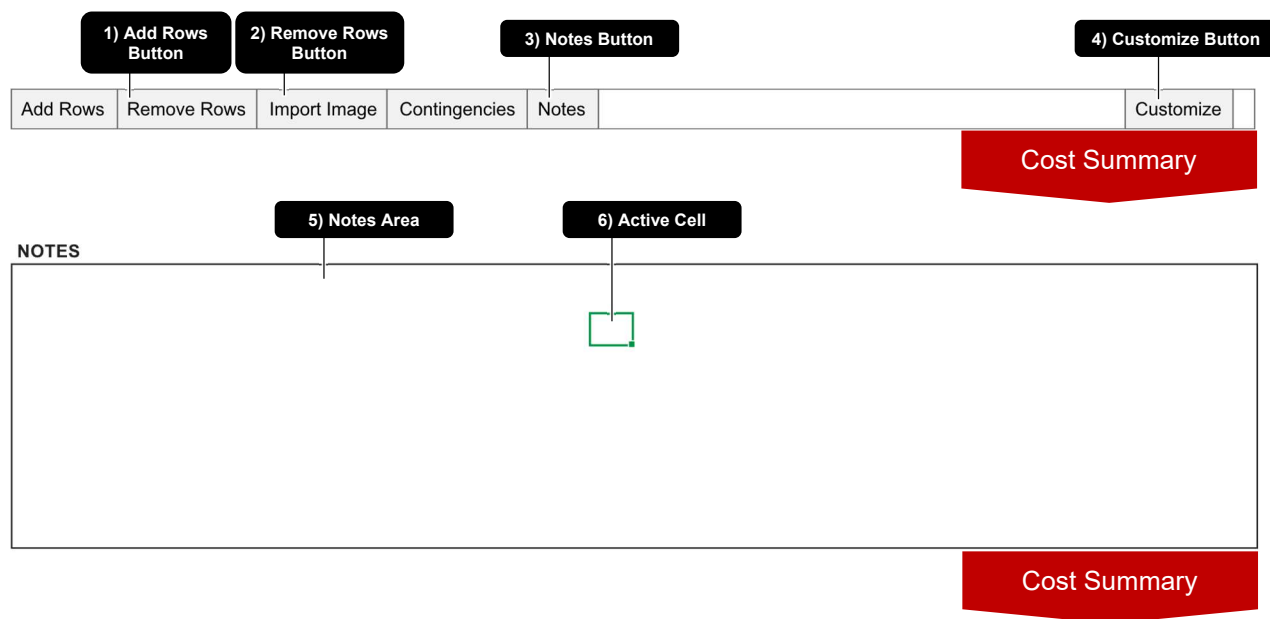 1) Add Rows
Button
2) Remove Rows
Button
3) Notes Button
4) Customize Button
Add Rows Remove Rows Import Image Contingencies Notes Customize
Cost Summary
5) Notes Area
6) Active Cell
NOTES
Cost Summary